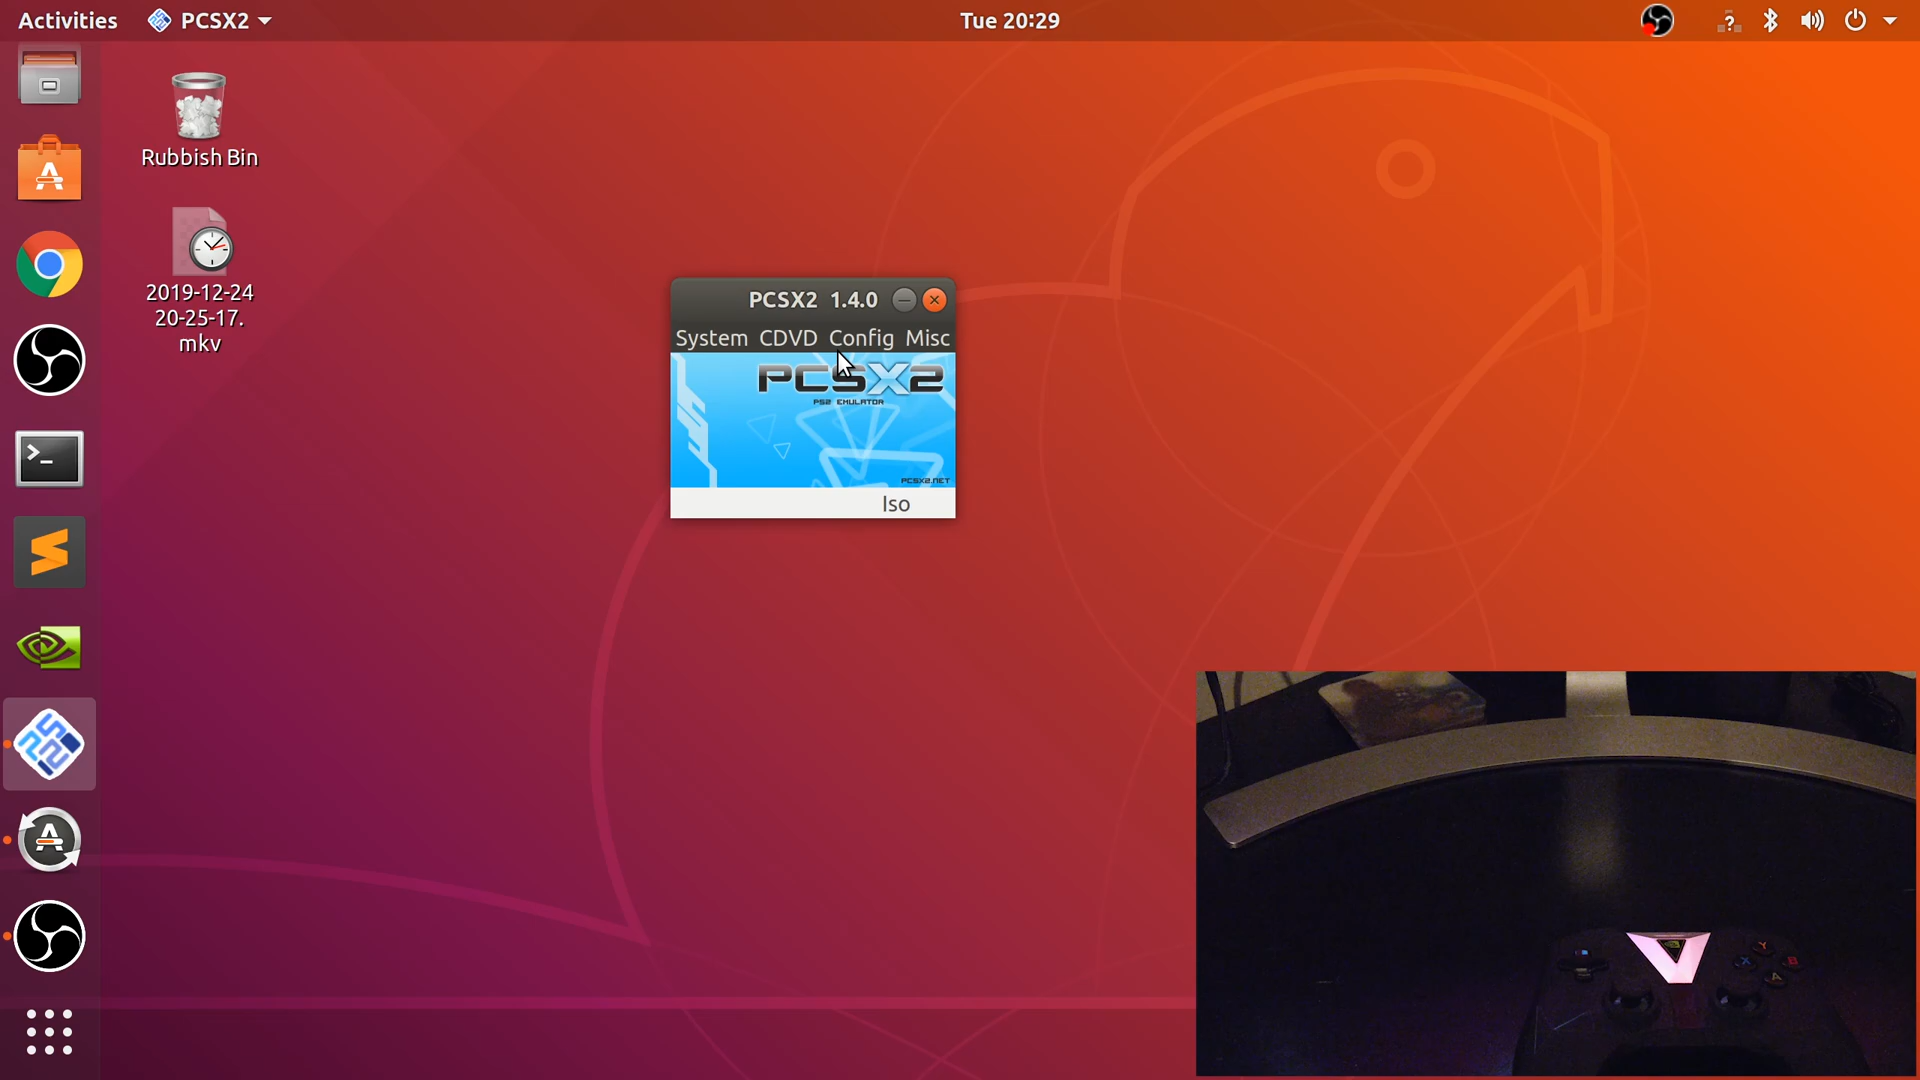 Activities
PCSX2
Tue 20:29
?
Rubbish Bin
2019-12-24
20-25-17.
mkv
PCSX2 1.4.0
System CDVD Config Misc
PCSX2
PS2 EMULATOR
PCSX2.NET
Iso
Y
X
B
A